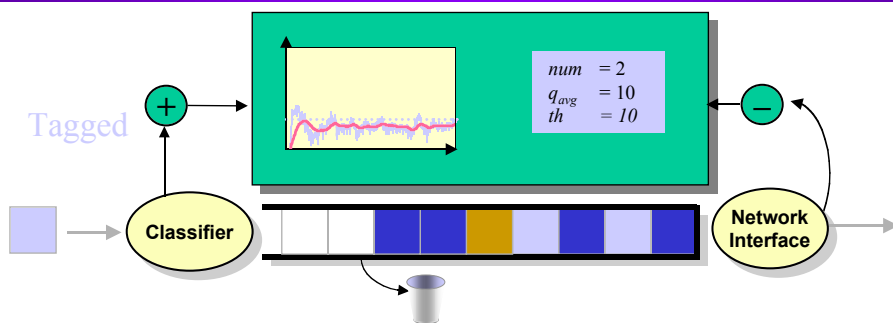 num = 2
q_avg = 10
th = 10
+
−
Tagged
Classifier
Network
Interface